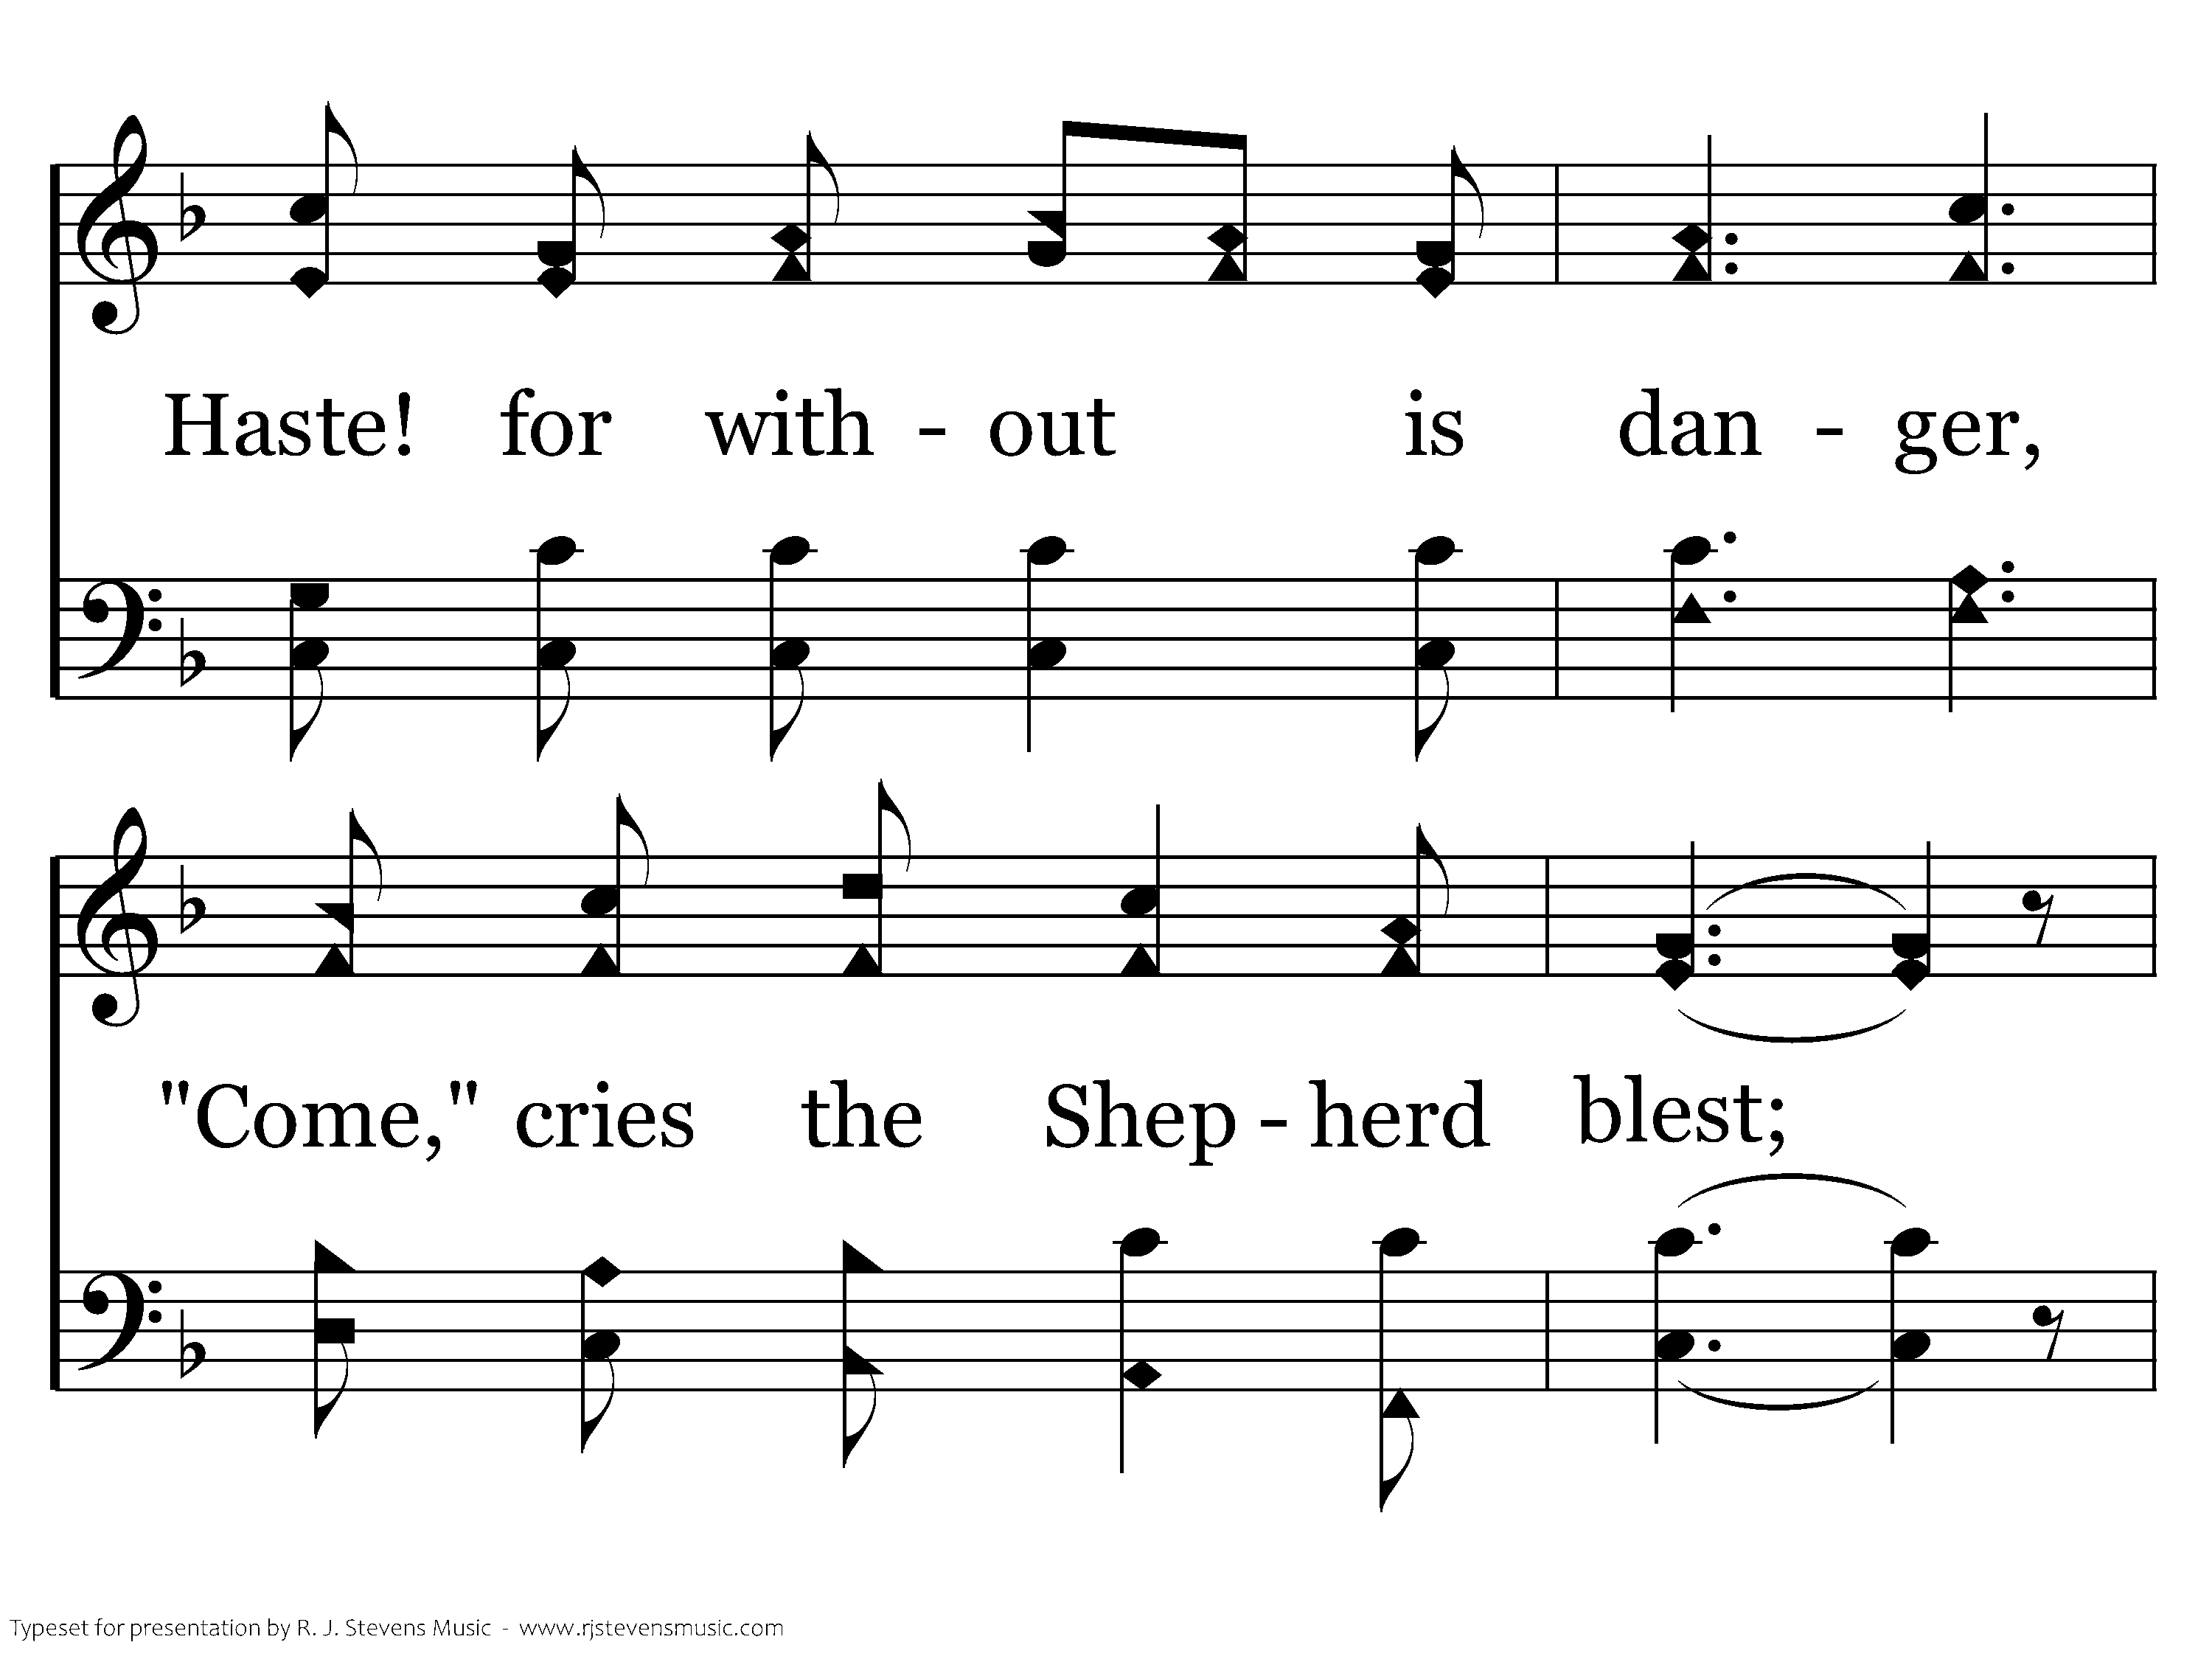 Haste! for with - out is dan - ger,
"Come," cries the Shep - herd blest;
Typeset for presentation by R. J. Stevens Music - www.rjstevensmusic.com